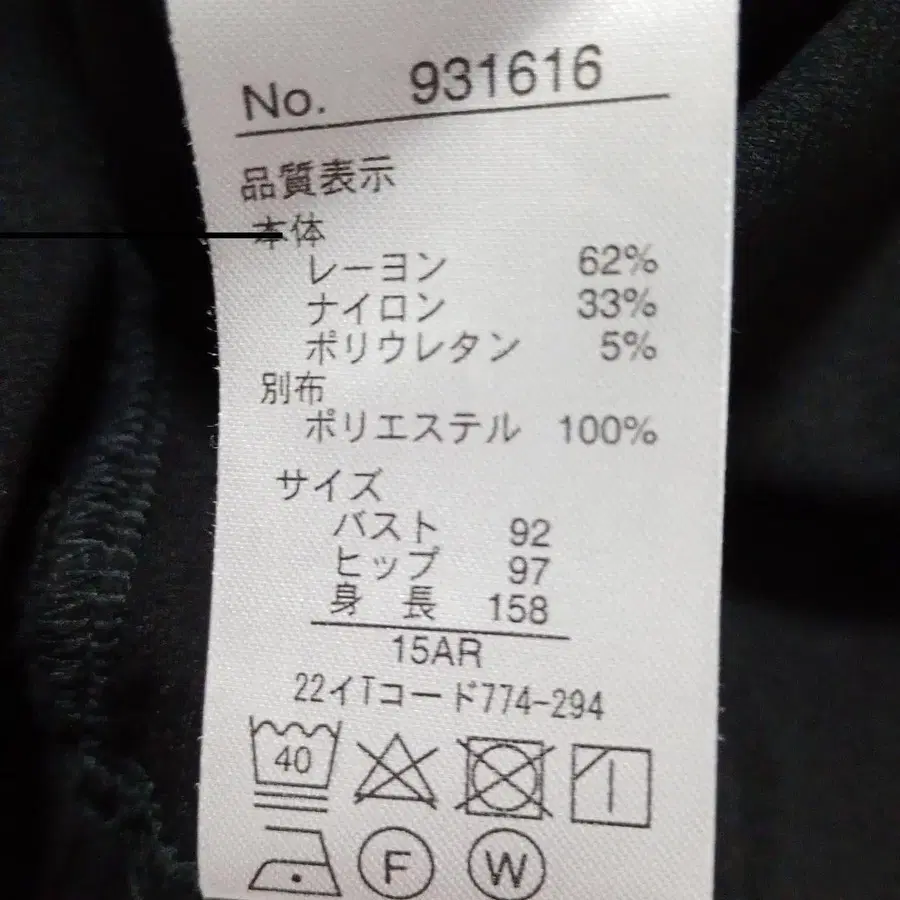 No. 931616
品質表示
本体
レーヨン 62%
ナイロン 33%
ポリウレタン 5%
別布
ポリエステル 100%
サイズ
バスト 92
ヒップ 97
身 長 158
15AR
22イTコード774-294
40
F W